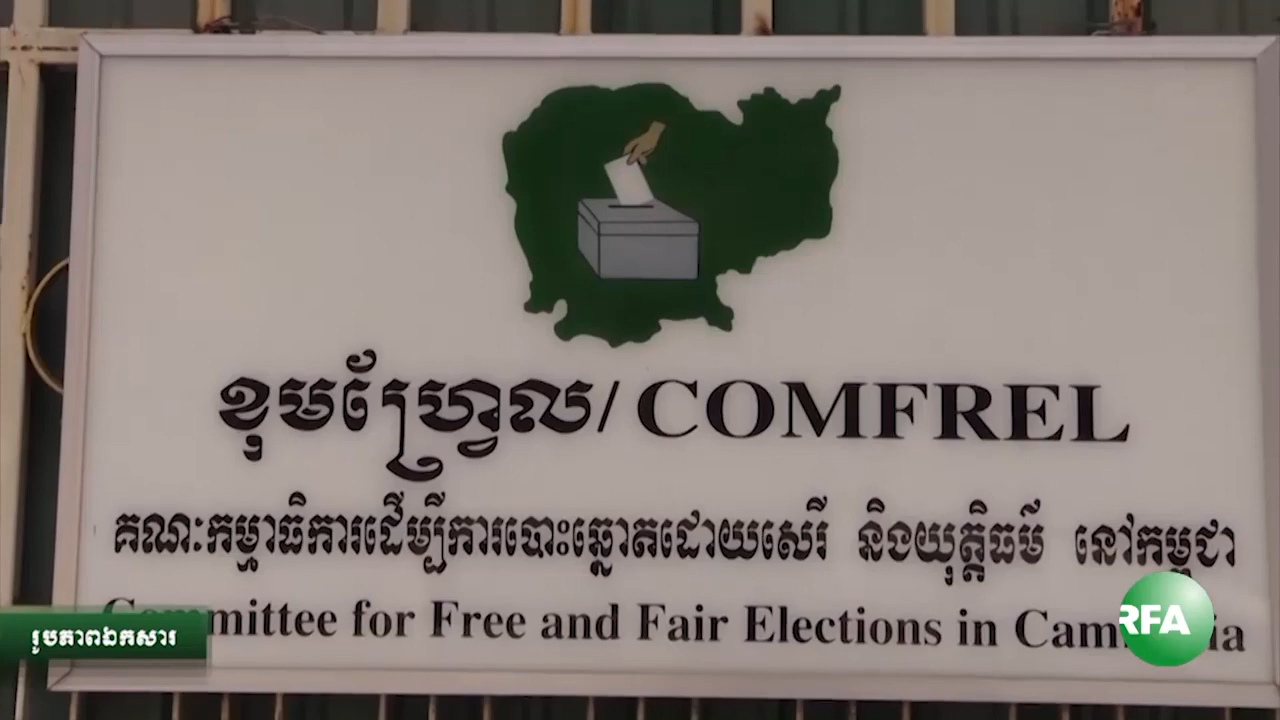 ខុមហ្រ្វែល/ COMFREL
គណៈកម្មាធិការដើម្បីការបោះឆ្នោតដោយសេរី និងយុត្តិធម៌ នៅកម្ពុជា
Committee for Free and Fair Elections in Cambodia
រូបភាពឯកសារ
RFA